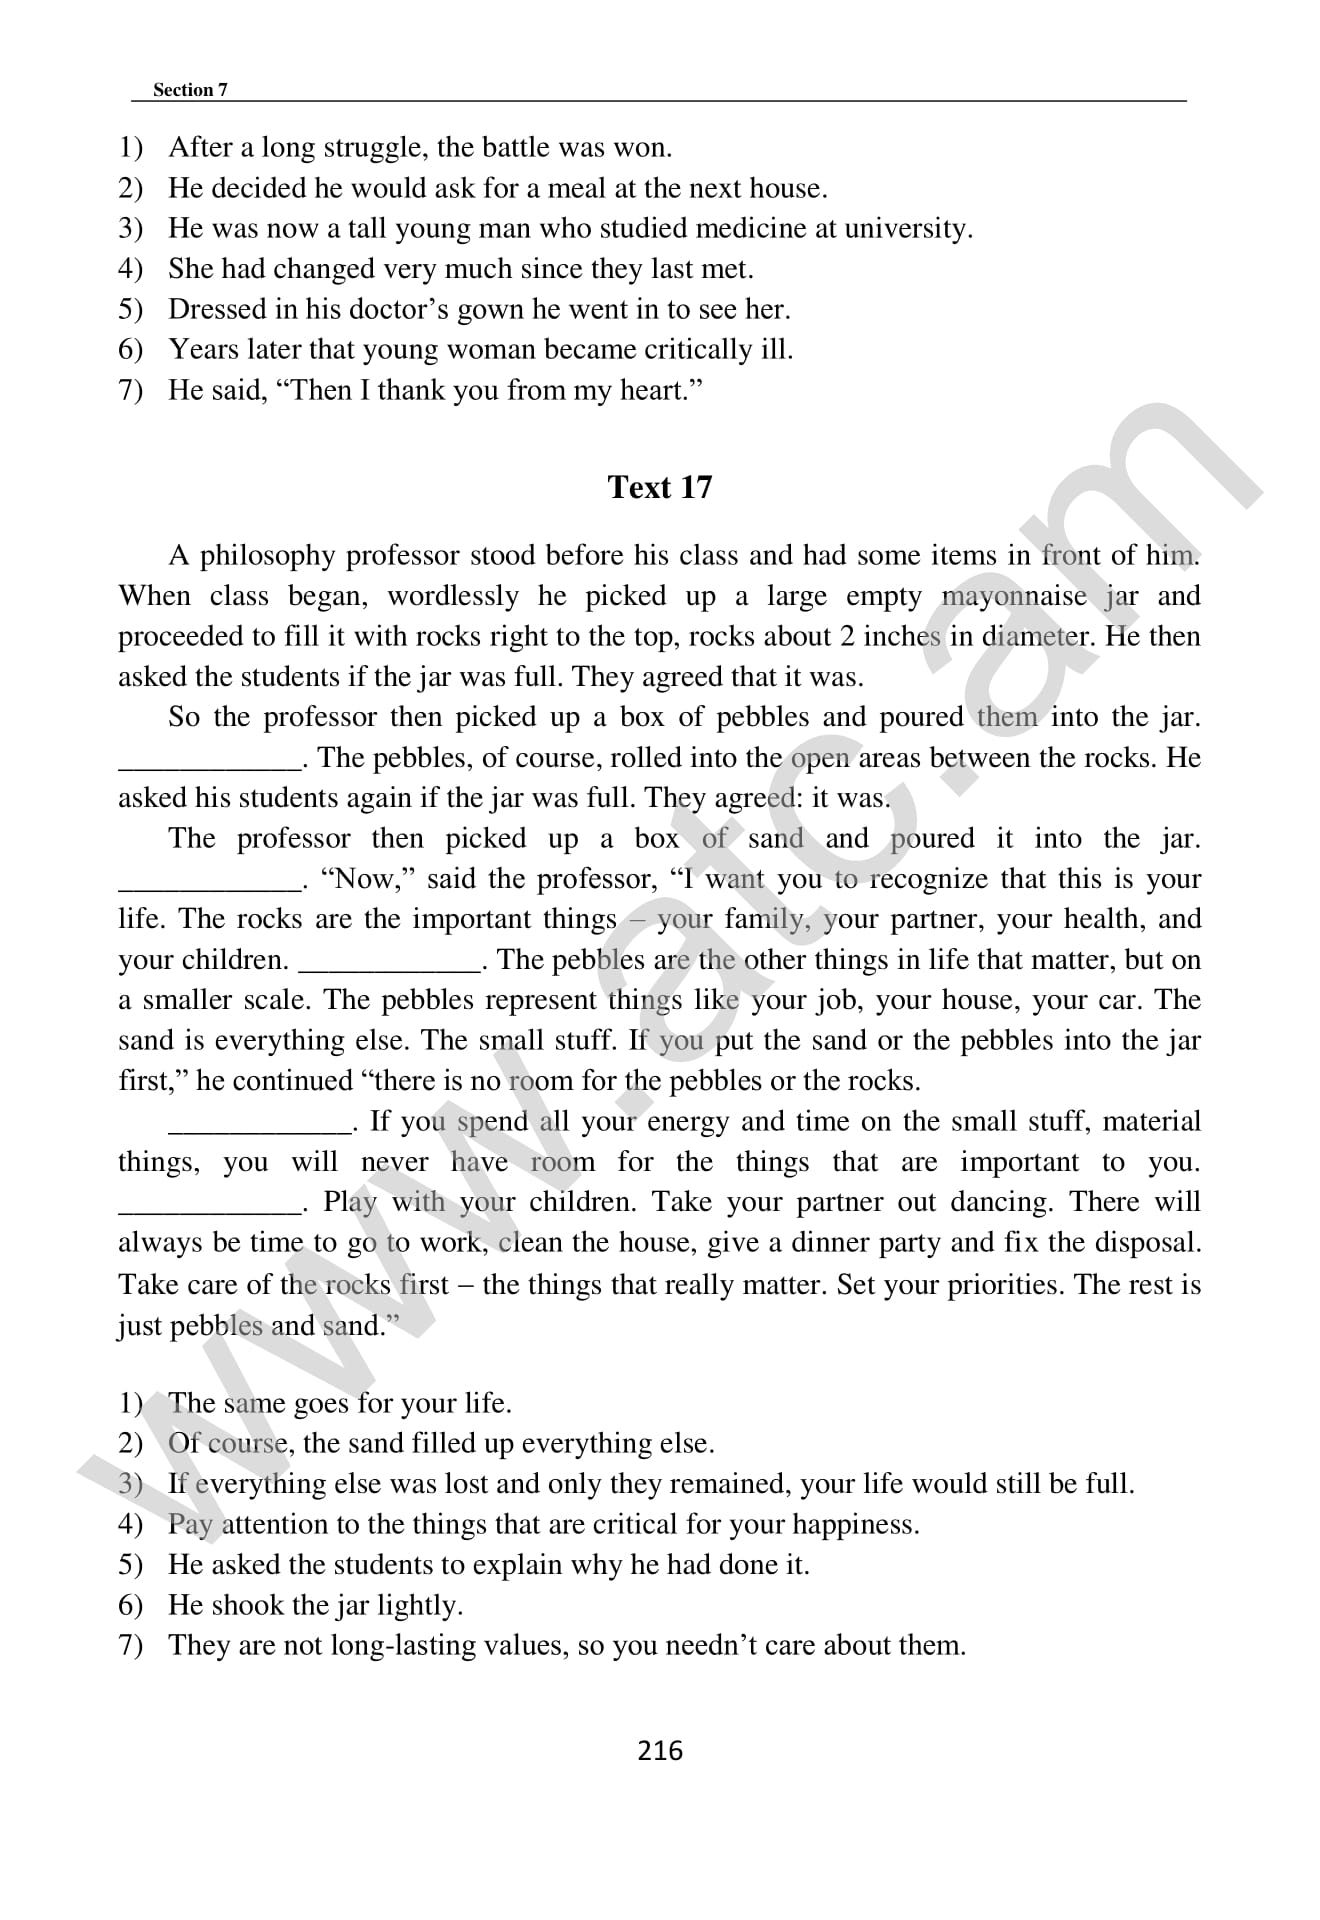 Section 7
1) After a long struggle, the battle was won.
2) He decided he would ask for a meal at the next house.
3) He was now a tall young man who studied medicine at university.
4) She had changed very much since they last met.
5) Dressed in his doctor’s gown he went in to see her.
6) Years later that young woman became critically ill.
7) He said, “Then I thank you from my heart.”
Text 17
A philosophy professor stood before his class and had some items in front of him.
When class began, wordlessly he picked up a large empty mayonnaise jar and
proceeded to fill it with rocks right to the top, rocks about 2 inches in diameter. He then
asked the students if the jar was full. They agreed that it was.
So the professor then picked up a box of pebbles and poured them into the jar.
____________. The pebbles, of course, rolled into the open areas between the rocks. He
asked his students again if the jar was full. They agreed: it was.
The professor then picked up a box of sand and poured it into the jar.
____________. “Now,” said the professor, “I want you to recognize that this is your
life. The rocks are the important things – your family, your partner, your health, and
your children. ____________. The pebbles are the other things in life that matter, but on
a smaller scale. The pebbles represent things like your job, your house, your car. The
sand is everything else. The small stuff. If you put the sand or the pebbles into the jar
first,” he continued “there is no room for the pebbles or the rocks.
____________. If you spend all your energy and time on the small stuff, material
things, you will never have room for the things that are important to you.
____________. Play with your children. Take your partner out dancing. There will
always be time to go to work, clean the house, give a dinner party and fix the disposal.
Take care of the rocks first – the things that really matter. Set your priorities. The rest is
just pebbles and sand.”
1) The same goes for your life.
2) Of course, the sand filled up everything else.
3) If everything else was lost and only they remained, your life would still be full.
4) Pay attention to the things that are critical for your happiness.
5) He asked the students to explain why he had done it.
6) He shook the jar lightly.
7) They are not long-lasting values, so you needn’t care about them.
216
www.atc.am